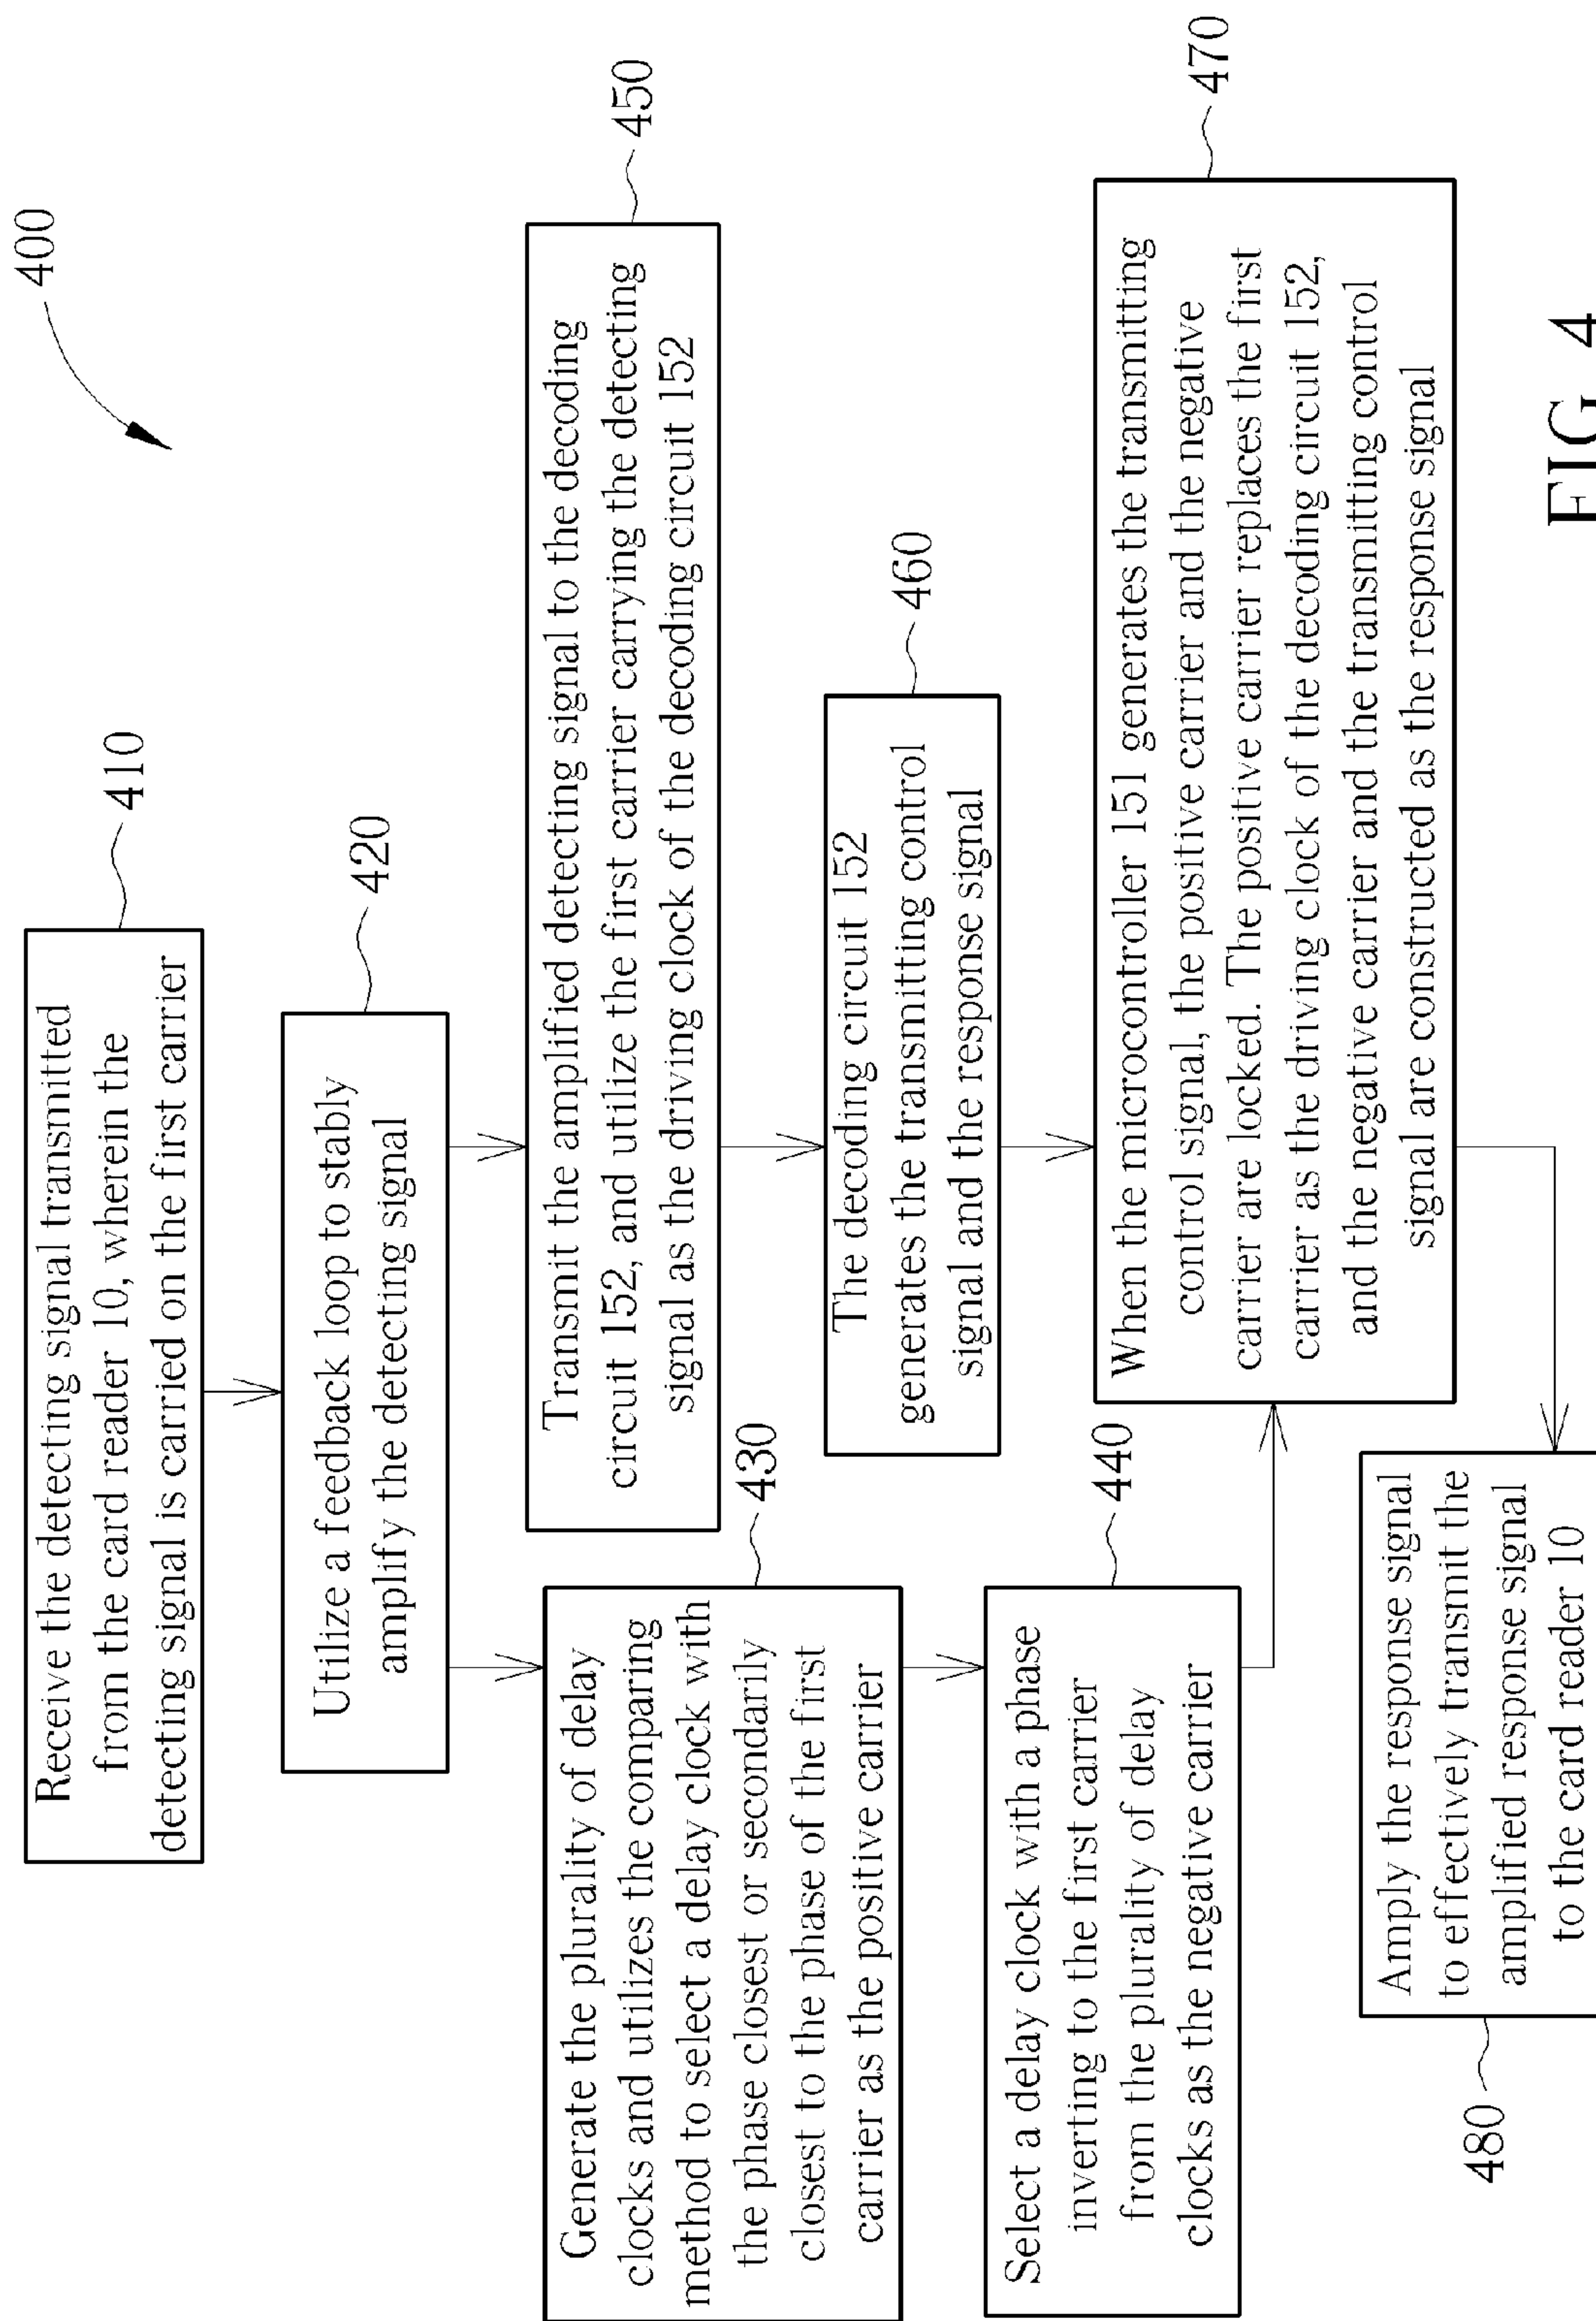 400
Receive the detecting signal transmitted
from the card reader 10, wherein the
detecting signal is carried on the first carrier
410
Utilize a feedback loop to stably
amplify the detecting signal
420
Generate the plurality of delay
clocks and utilizes the comparing
method to select a delay clock with
the phase closest or secondarily
closest to the phase of the first
carrier as the positive carrier
430
Select a delay clock with a phase
inverting to the first carrier
from the plurality of delay
clocks as the negative carrier
440
Transmit the amplified detecting signal to the decoding
circuit 152, and utilize the first carrier carrying the detecting
signal as the driving clock of the decoding circuit 152
450
The decoding circuit 152
generates the transmitting control
signal and the response signal
460
When the microcontroller 151 generates the transmitting
control signal, the positive carrier and the negative
carrier are locked. The positive carrier replaces the first
carrier as the driving clock of the decoding circuit 152,
and the negative carrier and the transmitting control
signal are constructed as the response signal
470
Amply the response signal
to effectively transmit the
amplified response signal
to the card reader 10
480
FIG. 4